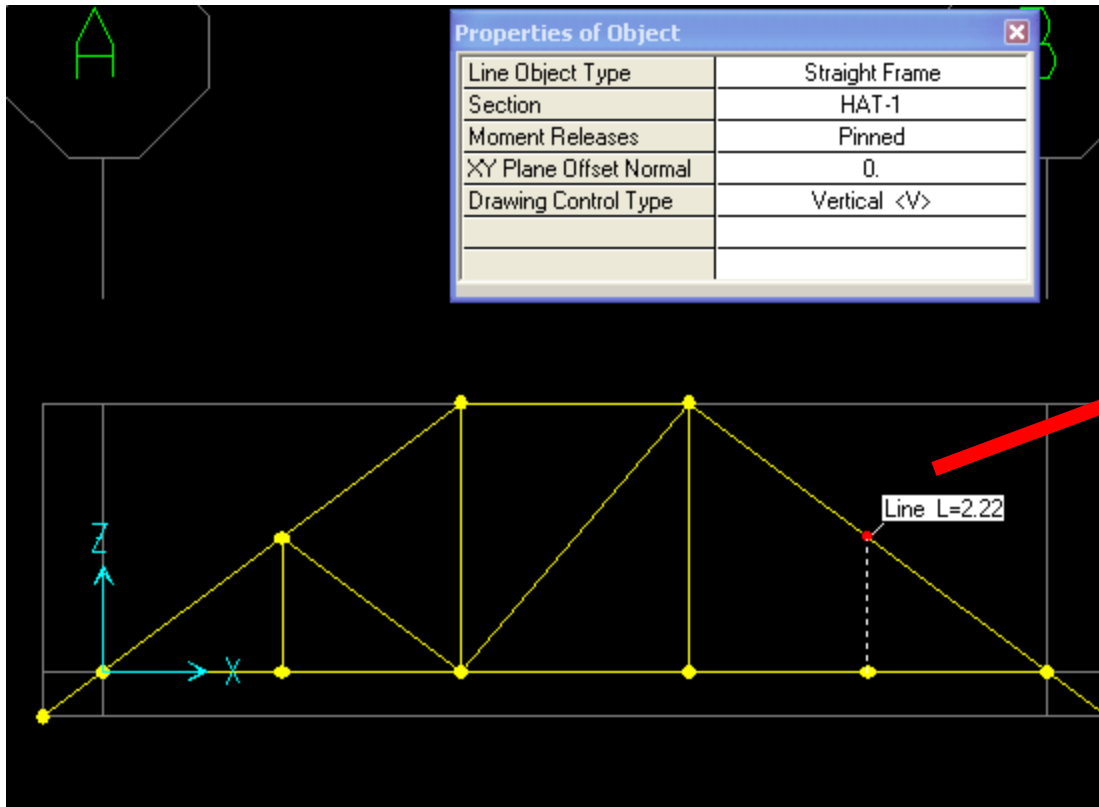 A
Properties of Object
B
Line Object Type Straight Frame
Section HAT-1
Moment Releases Pinned
XY Plane Offset Normal 0.
Drawing Control Type Vertical <V>
Line L=2.22
Z
X